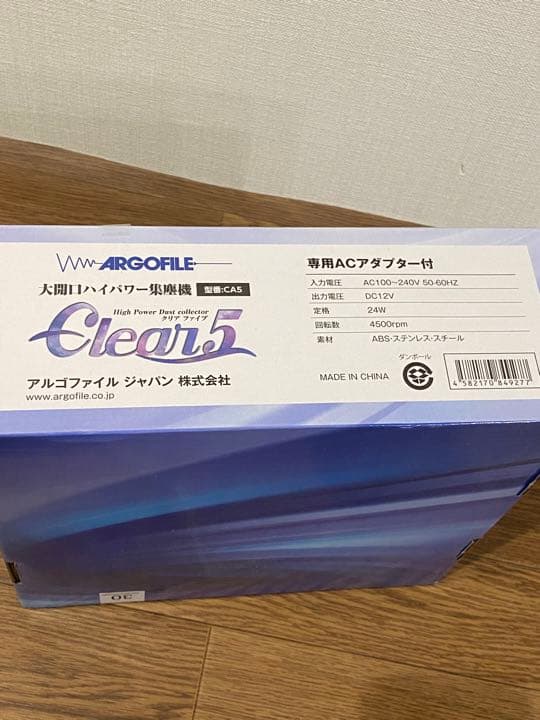 ARGOFILE
大開口ハイパワー集塵機 型番:CA5
High Power Dust collector
クリア ファイブ
Clear5
アルゴファイル ジャパン 株式会社
www.argofile.co.jp
専用ACアダプター付
入力電圧 AC100~240V 50-60HZ
出力電圧 DC12V
定格 24W
回転数 4500rpm
素材 ABS・ステンレス・スチール
MADE IN CHINA
ダンボール
4 582170 849277